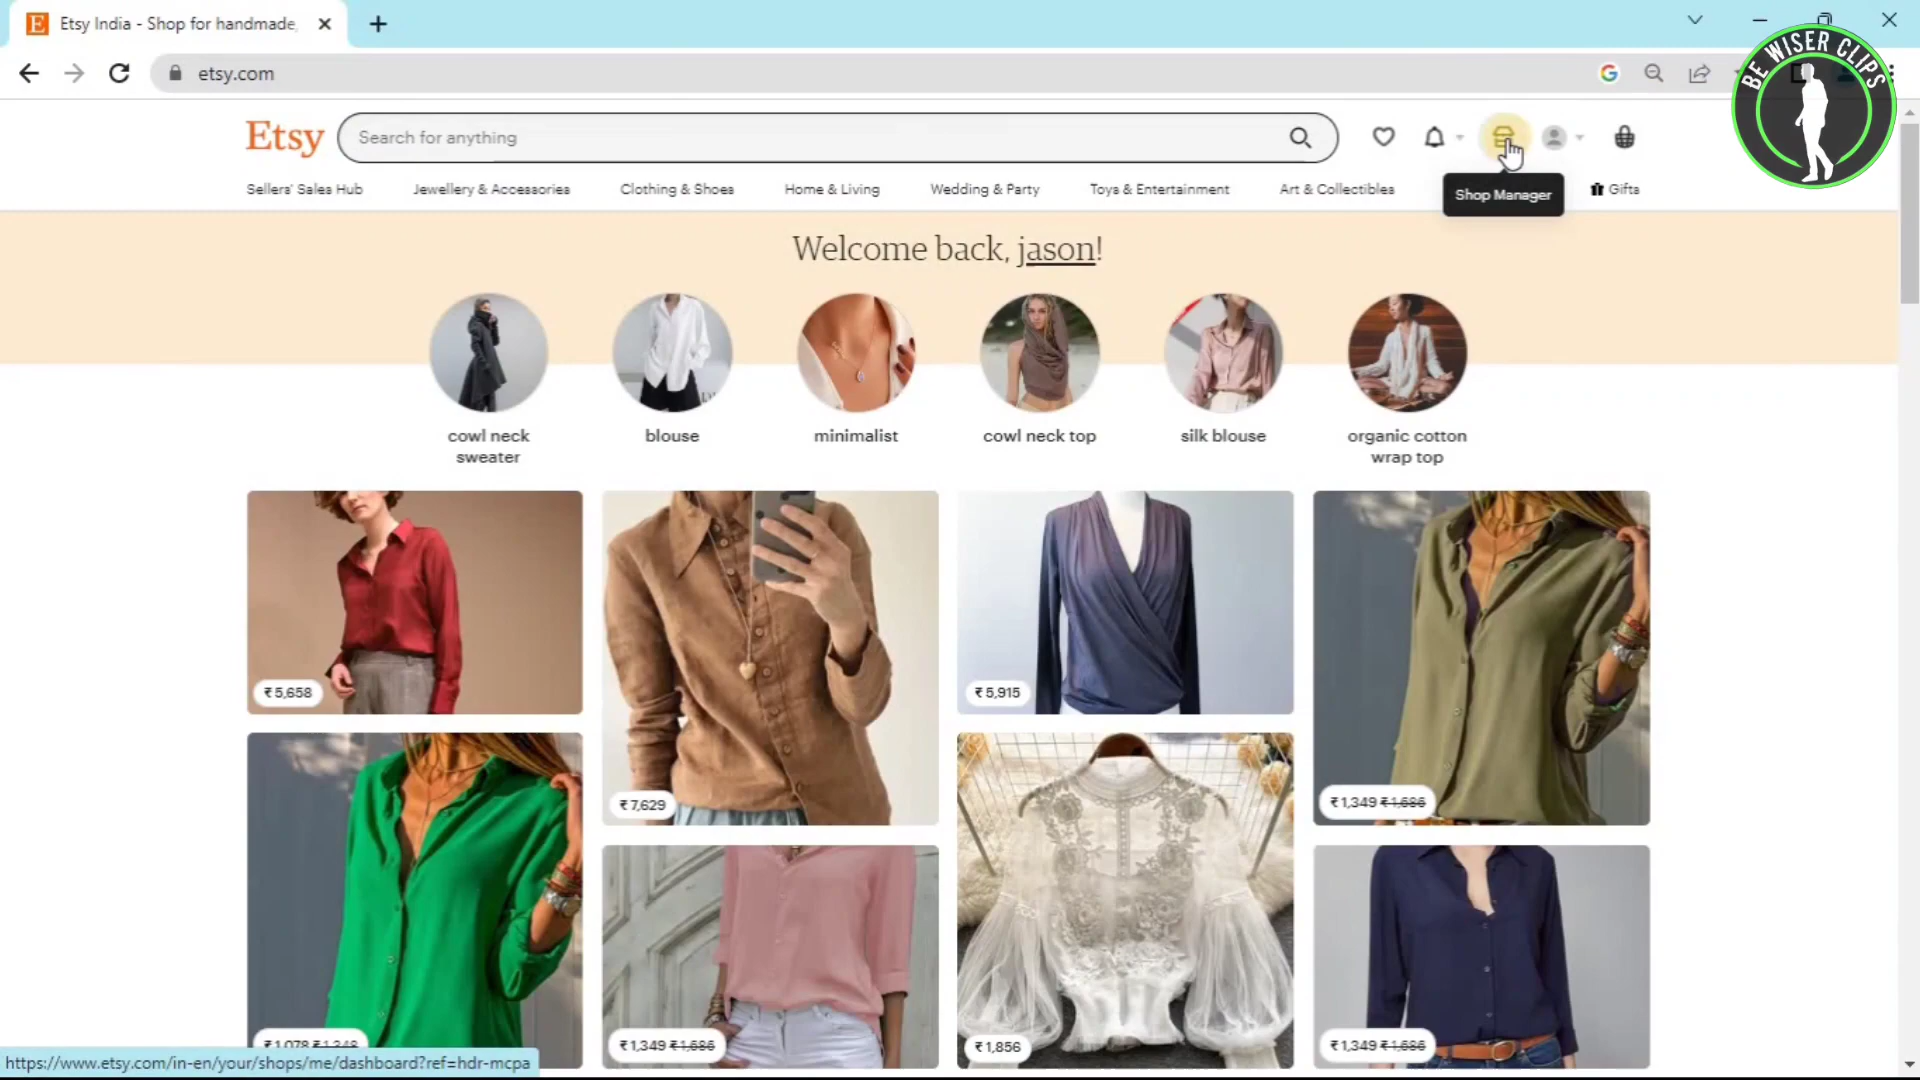 Etsy India - Shop for handmade,
etsy.com
BE WISER CLIPS
Etsy
Search for anything
Sellers' Sales Hub
Jewellery & Accessories
Clothing & Shoes
Home & Living
Wedding & Party
Toys & Entertainment
Art & Collectibles
Shop Manager
Gifts
Welcome back, jason!
cowl neck
sweater
blouse
minimalist
cowl neck top
silk blouse
organic cotton
wrap top
₹ 5,658
₹ 7,629
₹ 5,915
₹ 1,349 ₹ 1,686
₹ 1,078 ₹ 1,348
₹ 1,349 ₹ 1,686
₹ 1,856
₹ 1,349 ₹ 1,686
https://www.etsy.com/in-en/your/shops/me/dashboard?ref=hdr-mcpa